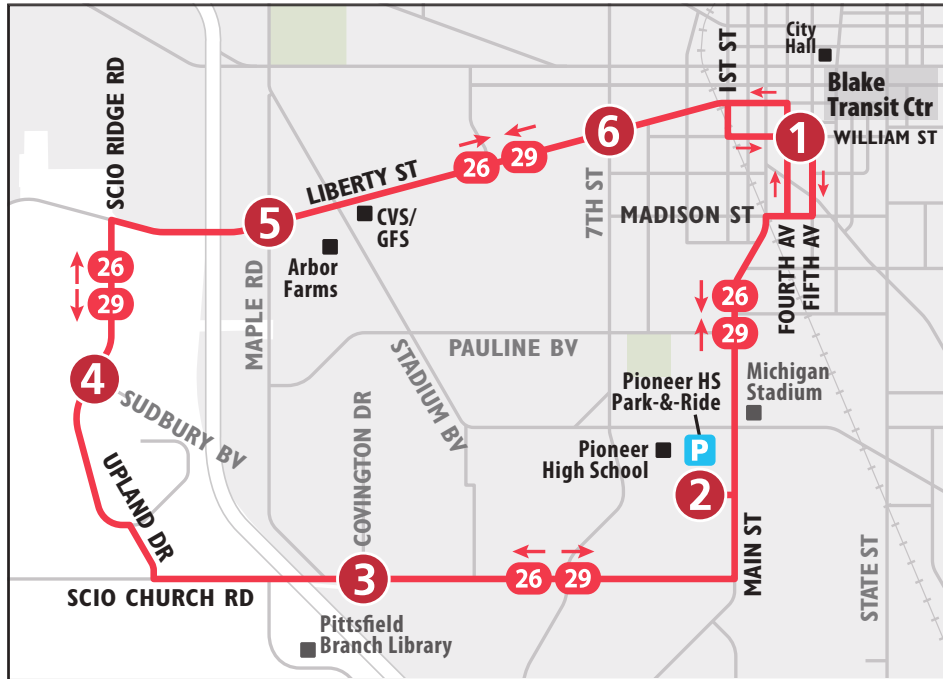 City
Hall
1ST ST
SCIO RIDGE RD
Blake
Transit Ctr
6
1
WILLIAM ST
26
29
LIBERTY ST
CVS/
GFS
7TH ST
MADISON ST
5
Arbor
Farms
MAPLE RD
FOURTH AV
FIFTH AV
26
29
26
29
PAULINE BV
STADIUM BV
4
SUDBURY BV
Pioneer HS
Park-&-Ride
Michigan
Stadium
P
Pioneer
High School
2
UPLAND DR
COVINGTON DR
MAIN ST
STATE ST
3
26
29
SCIO CHURCH RD
Pittsfield
Branch Library